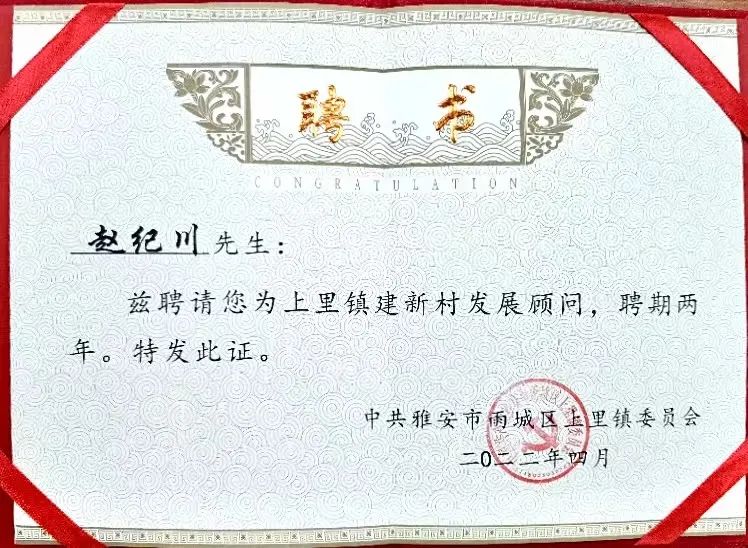 聘书
CONGRATULATION
赵纪川先生:
兹聘请您为上里镇建新村发展顾问，聘期两
年。特发此证。
中共雅安市雨城区上里镇委员会
二0二二年四月